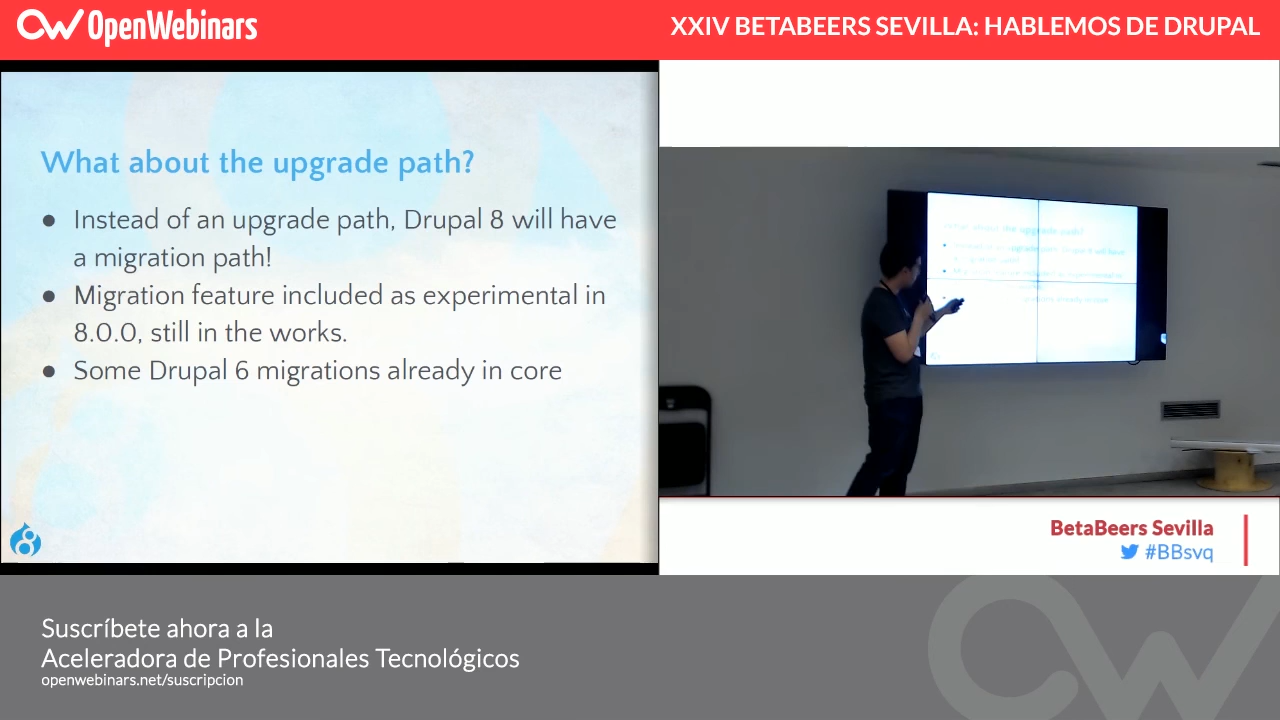 OpenWebinars
XXIV BETABEERS SEVILLA: HABLEMOS DE DRUPAL
What about the upgrade path?
● Instead of an upgrade path, Drupal 8 will have
a migration path!
● Migration feature included as experimental in
8.0.0, still in the works.
● Some Drupal 6 migrations already in core
BetaBeers Sevilla
#BBsvq
Suscríbete ahora a la
Aceleradora de Profesionales Tecnológicos
openwebinars.net/suscripcion